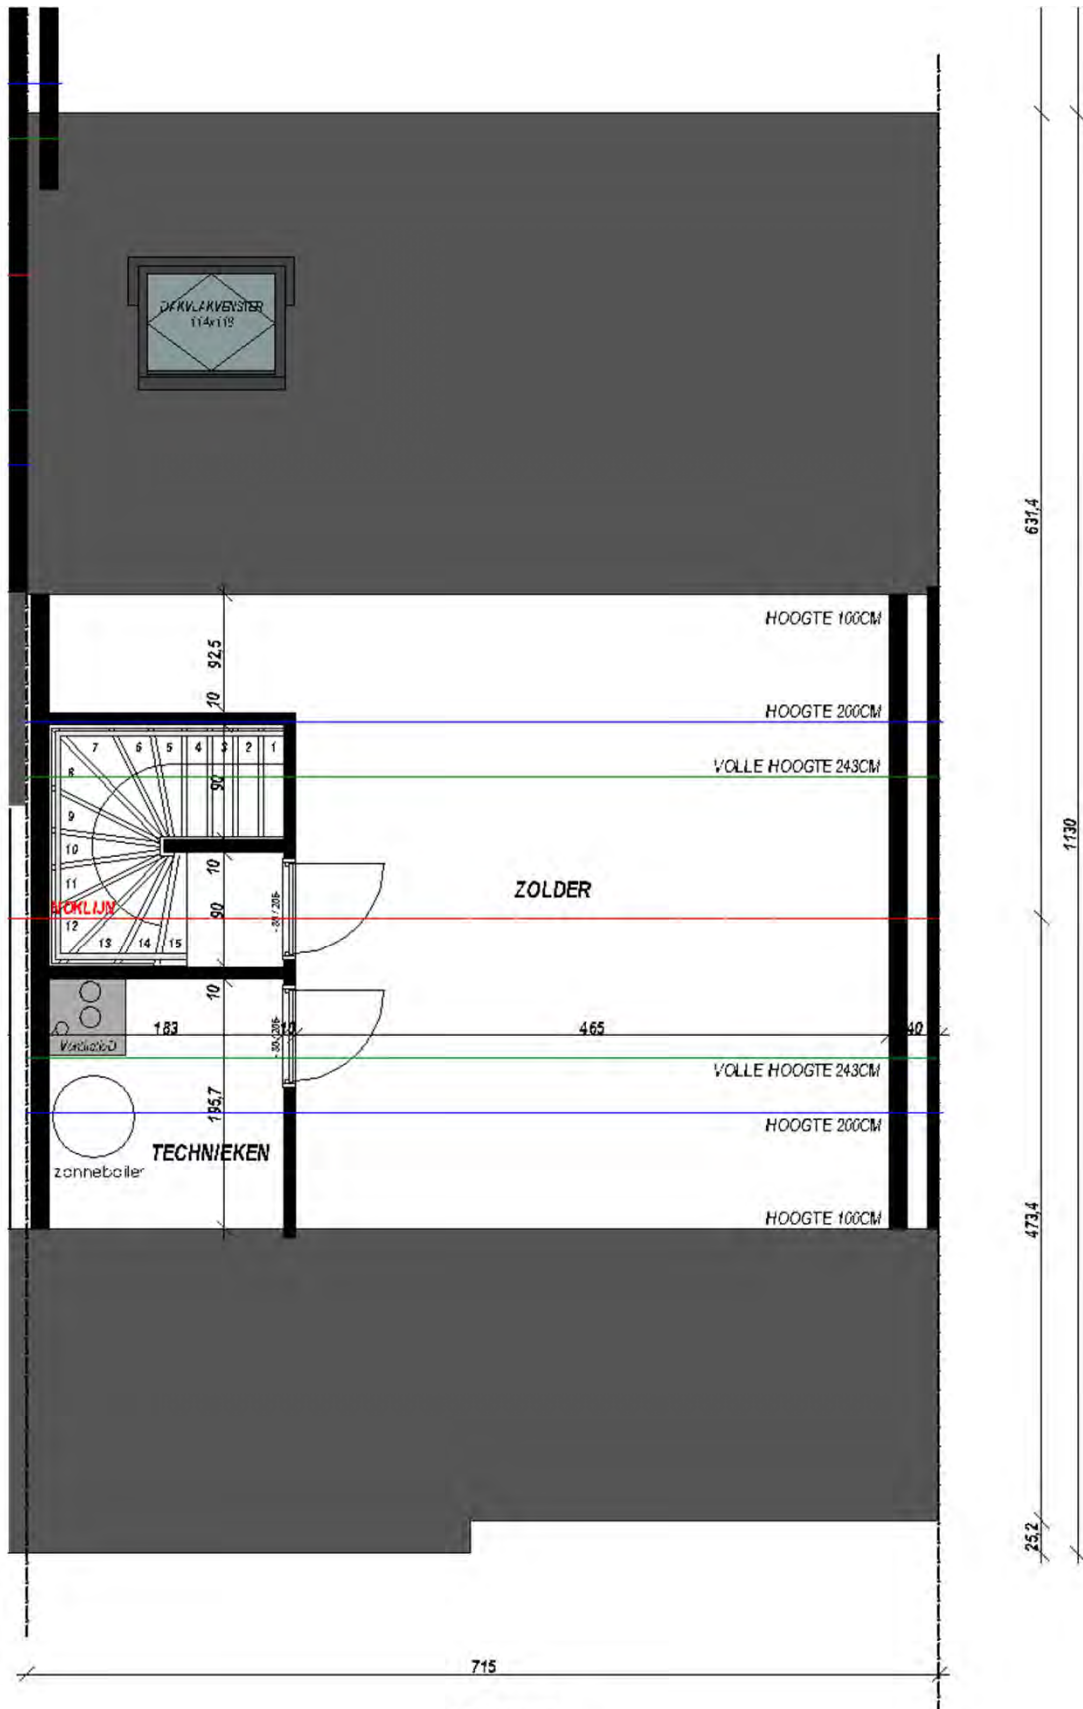 DAKVLAKVENSTER
114x118
631,4
HOOGTE 100CM
92,5
10
HOOGTE 200CM
7 6 5 4 3 2 1
VOLLE HOOGTE 243CM
8
90
9
1130
10
10
11
ZOLDER
NOKLIJN
90
12
13 14 15
10
183 10 465 40
VOLLE HOOGTE 243CM
195,7
HOOGTE 200CM
TECHNIEKEN
zonneboiler
HOOGTE 100CM
473,4
25,2
715